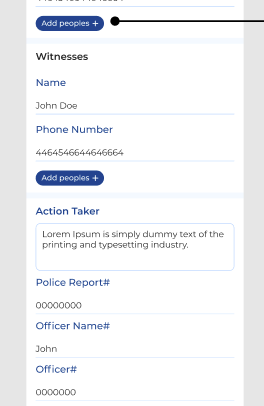 Add peoples +
Witnesses
Name
John Doe
Phone Number
4464546644646664
Add peoples +
Action Taker
Lorem Ipsum is simply dummy text of the
printing and typesetting industry.
Police Report#
00000000
Officer Name#
John
Officer#
0000000